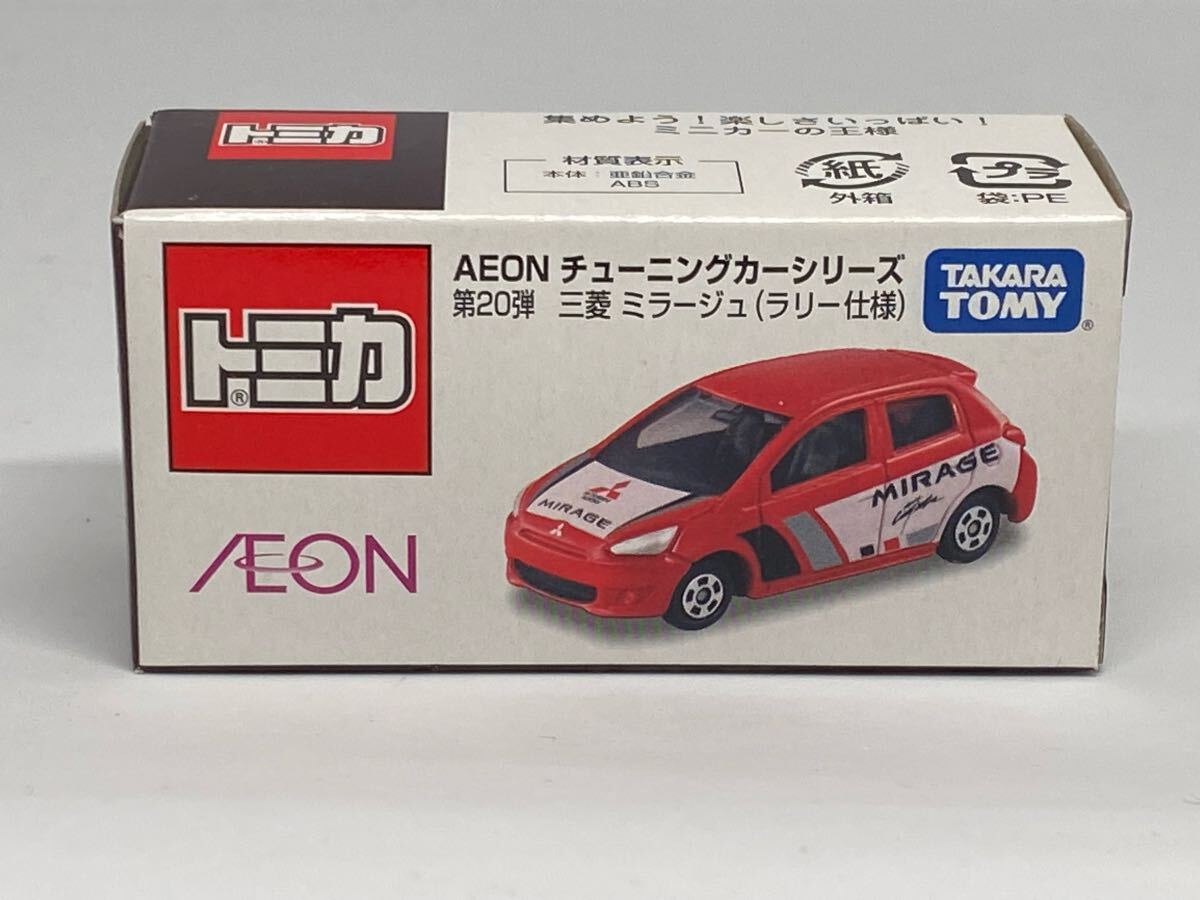 トミカ®
集めよう！楽しさいっぱい！
ミニカーの王様
材質表示
本体：亜鉛合金
ABS
紙
外箱
プラ
袋:PE
トミカ®
AEON チューニングカーシリーズ
第20弾 三菱 ミラージュ(ラリー仕様)
TAKARA
TOMY®
AEON
MIRAGE
MIRAGE